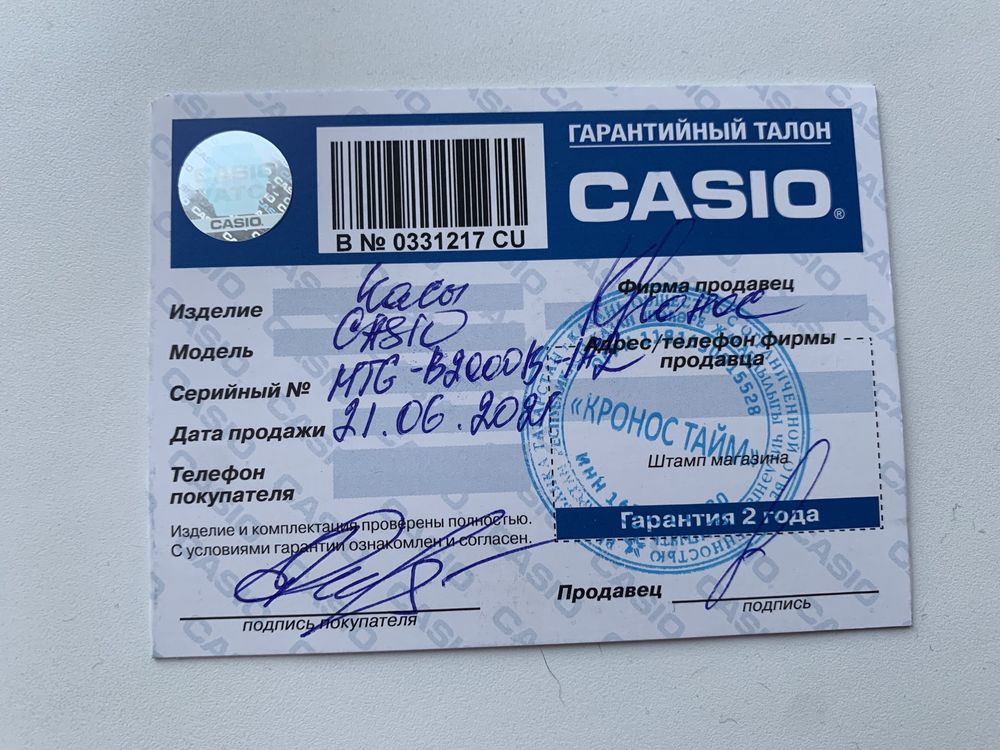 CASIO
B № 0331217 CU
ГАРАНТИЙНЫЙ ТАЛОН
CASIO®
Изделие Часы
Модель CASIO
Серийный № MTG-B2000B-1A2
Дата продажи 21.06.2021
Телефон
покупателя
Изделие и комплектация проверены полностью.
С условиями гарантии ознакомлен и согласен.
подпись покупателя
Фирма продавец
Кронос
Адрес/телефон фирмы
продавца
«КРОНОС ТАЙМ»
Штамп магазина
Гарантия 2 года
Продавец
подпись